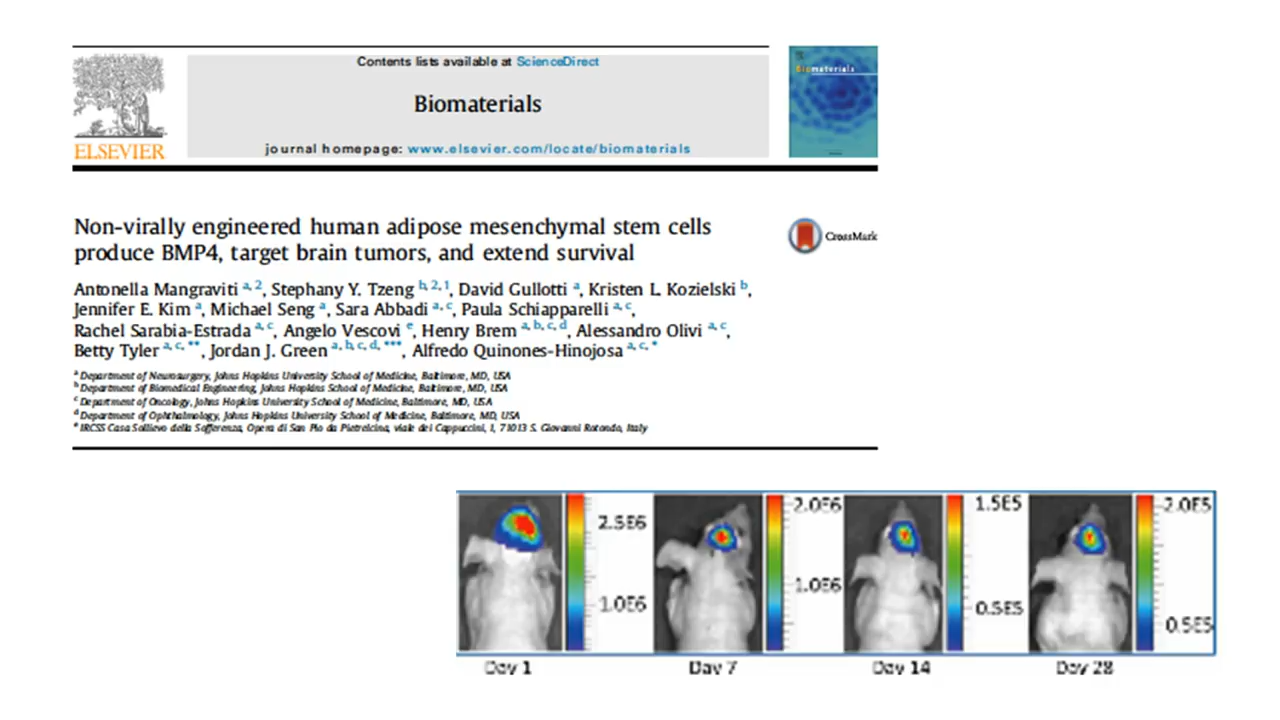 Contents lists available at ScienceDirect
Biomaterials
journal homepage: www.elsevier.com/locate/biomaterials
ELSEVIER
Biomaterials
Non-virally engineered human adipose mesenchymal stem cells
produce BMP4, target brain tumors, and extend survival
CrossMark
Antonella Mangraviti a, 2, Stephany Y. Tzeng b, 2, 1, David Gullotti a, Kristen L. Kozielski b,
Jennifer E. Kim a, Michael Seng a, Sara Abbadi a, c, Paula Schiapparelli a, c,
Rachel Sarabia-Estrada a, c, Angelo Vescovi e, Henry Brem a, b, c, d, Alessandro Olivi a, c,
Betty Tyler a, c, **, Jordan J. Green a, b, c, d, ***, Alfredo Quinones-Hinojosa a, c, *
a Department of Neurosurgery, Johns Hopkins University School of Medicine, Baltimore, MD, USA
b Department of Biomedical Engineering, Johns Hopkins School of Medicine, Baltimore, MD, USA
c Department of Oncology, Johns Hopkins University School of Medicine, Baltimore, MD, USA
d Department of Ophthalmology, Johns Hopkins University School of Medicine, Baltimore, MD, USA
e IRCSS Casa Sollievo della Sofferenza, Opera di San Pio da Pietrelcina, viale dei Cappuccini, 1, 71013 S. Giovanni Rotondo, Italy
2.5E6
1.0E6
2.0E6
1.0E6
1.5E5
0.5E5
2.0E5
0.5E5
Day 1
Day 7
Day 14
Day 28